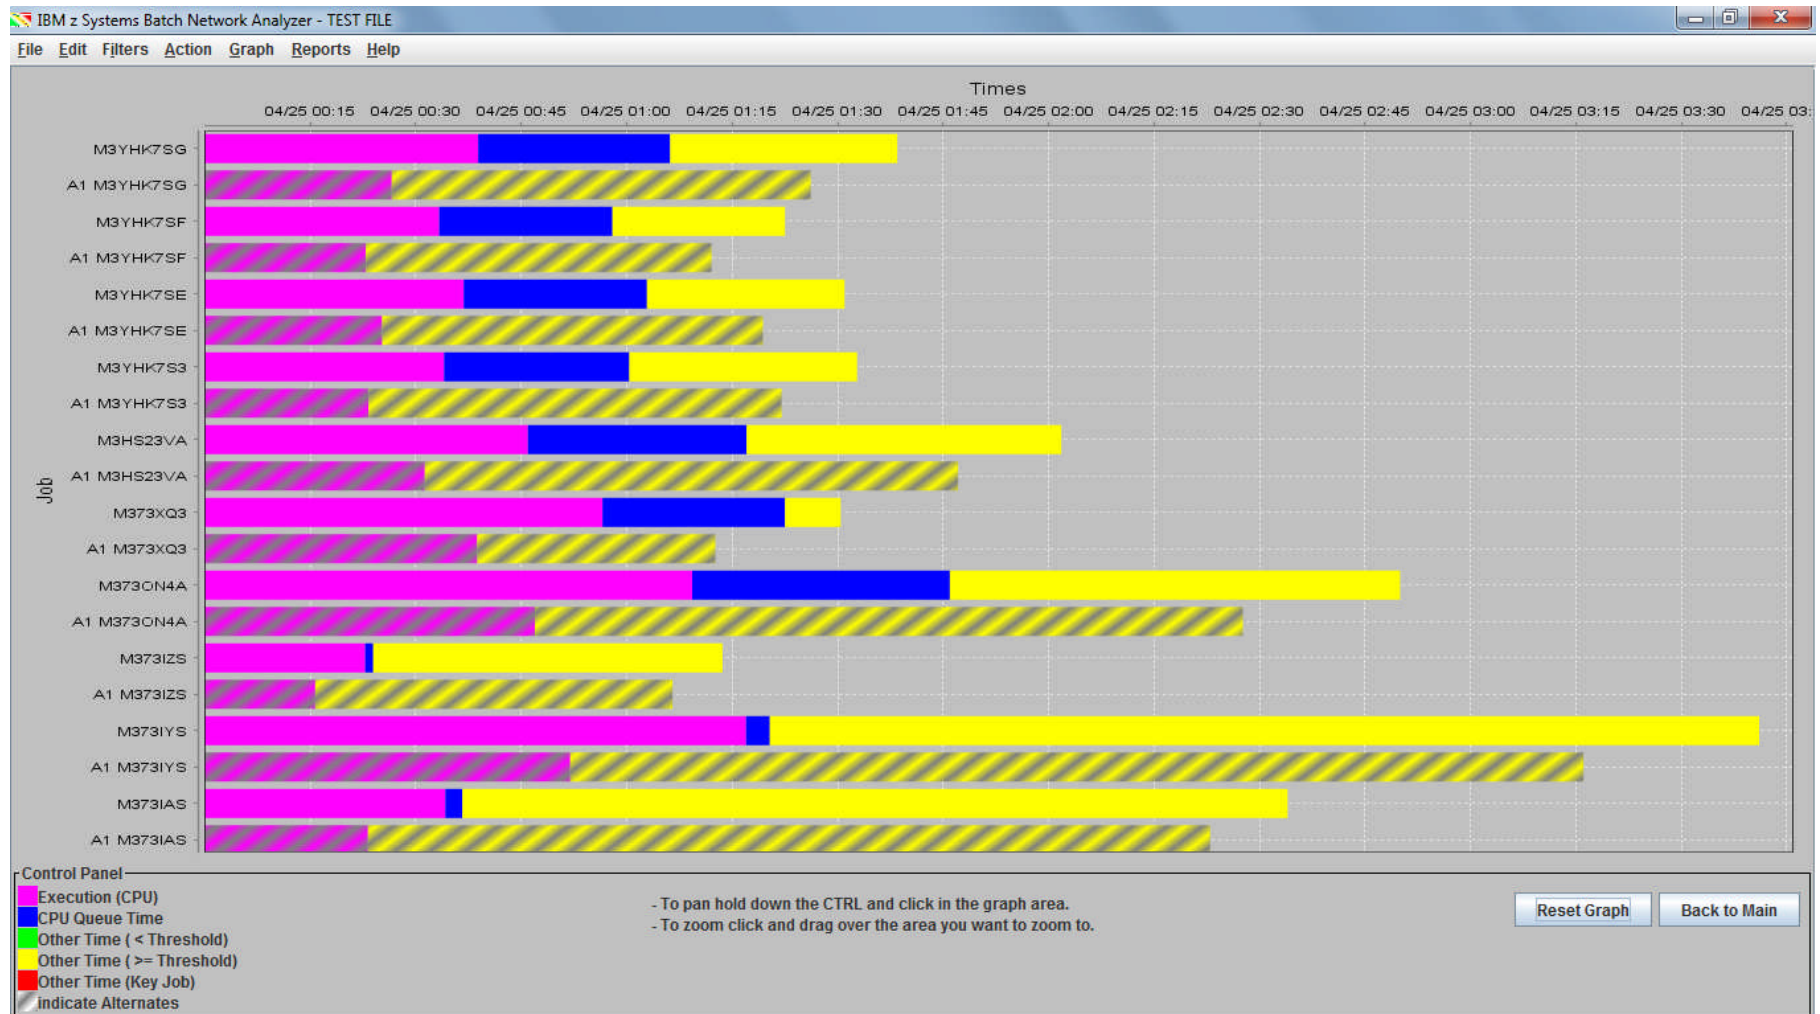 IBM z Systems Batch Network Analyzer - TEST FILE
File Edit Filters Action Graph Reports Help
Times
04/25 00:15 04/25 00:30 04/25 00:45 04/25 01:00 04/25 01:15 04/25 01:30 04/25 01:45 04/25 02:00 04/25 02:15 04/25 02:30 04/25 02:45 04/25 03:00 04/25 03:15 04/25 03:30 04/25 03:
Job
M3YHK7SG
A1 M3YHK7SG
M3YHK7SF
A1 M3YHK7SF
M3YHK7SE
A1 M3YHK7SE
M3YHK7S3
A1 M3YHK7S3
M3HS23VA
A1 M3HS23VA
M373XQ3
A1 M373XQ3
M373ON4A
A1 M373ON4A
M373IZS
A1 M373IZS
M373IYS
A1 M373IYS
M373IAS
A1 M373IAS
Control Panel
Execution (CPU)
CPU Queue Time
Other Time ( < Threshold)
Other Time ( >= Threshold)
Other Time (Key Job)
indicate Alternates
- To pan hold down the CTRL and click in the graph area.
- To zoom click and drag over the area you want to zoom to.
Reset Graph Back to Main